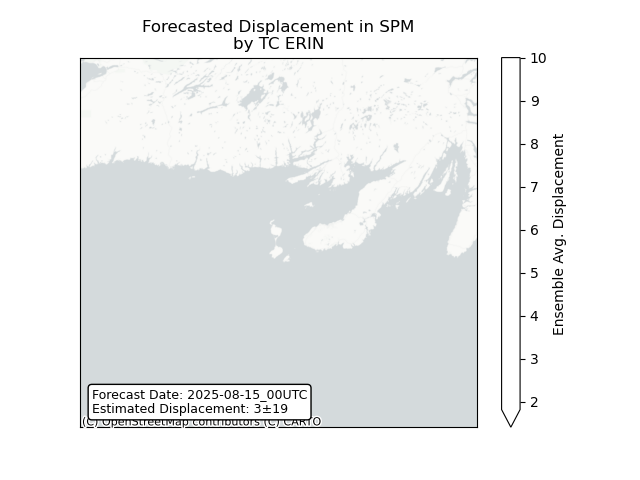 Forecasted Displacement in SPM
by TC ERIN
10
9
8
7
6
5
4
3
2
Ensemble Avg. Displacement
Forecast Date: 2025-08-15_00UTC
Estimated Displacement: 3±19
(C) OpenStreetMap contributors (C) CARTO